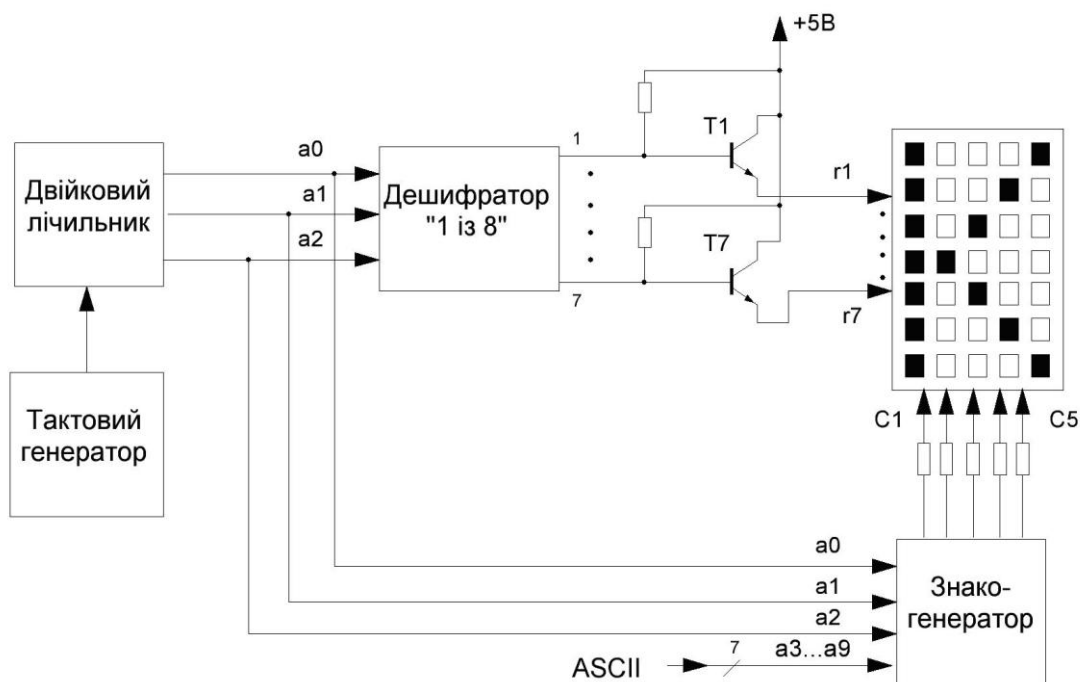 +5В
T1
1
a0
a1
a2
Двійковий
лічильник
Дешифратор
"1 із 8"
r1
T7
7
r7
Тактовий
генератор
C1
C5
a0
a1
a2
Знако-
генератор
ASCII
7
a3...a9